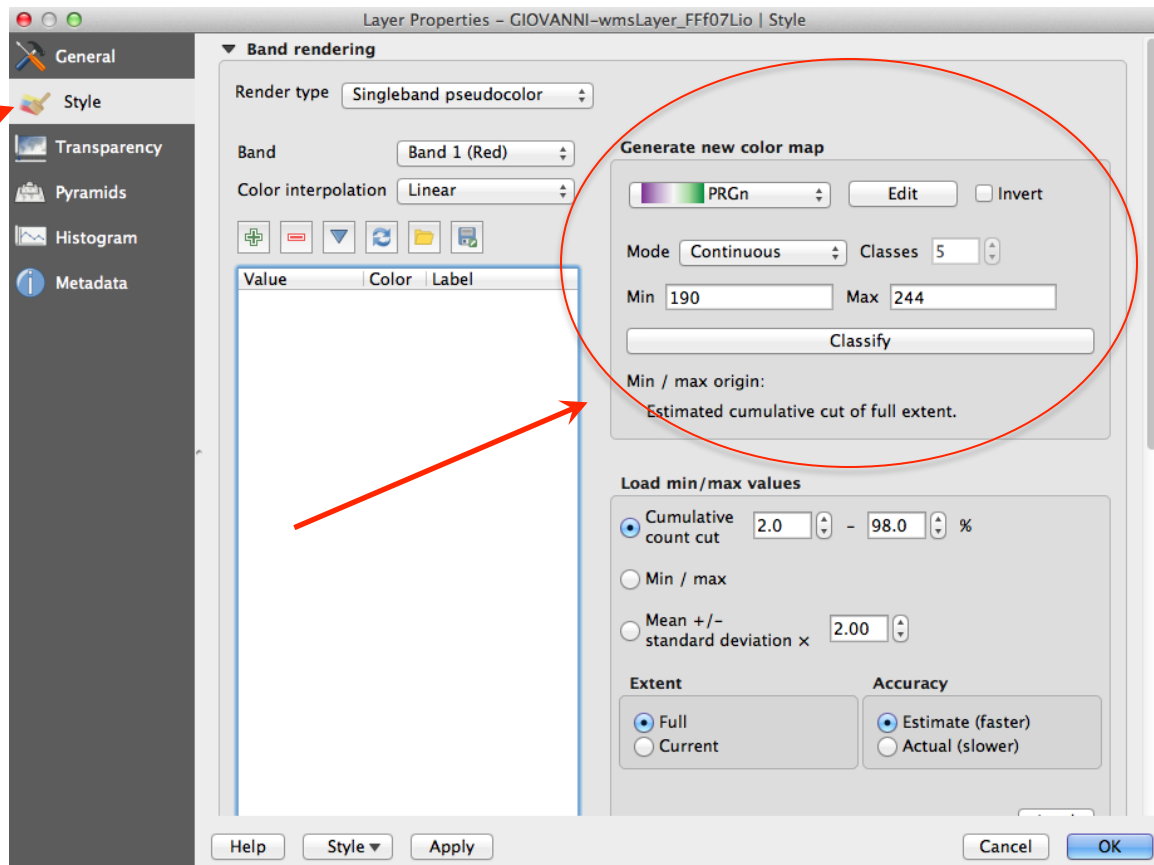 Layer Properties – GIOVANNI-wmsLayer_FFf07Lio | Style
General
Style
Transparency
Pyramids
Histogram
Metadata
Band rendering
Render type Singleband pseudocolor
Band Band 1 (Red)
Color interpolation Linear
Value Color Label
Generate new color map
PRGn Edit Invert
Mode Continuous Classes 5
Min 190 Max 244
Classify
Min / max origin:
Estimated cumulative cut of full extent.
Load min/max values
Cumulative
count cut 2.0 – 98.0 %
Min / max
Mean +/-
standard deviation × 2.00
Extent
Full
Current
Accuracy
Estimate (faster)
Actual (slower)
Help Style Apply Cancel OK